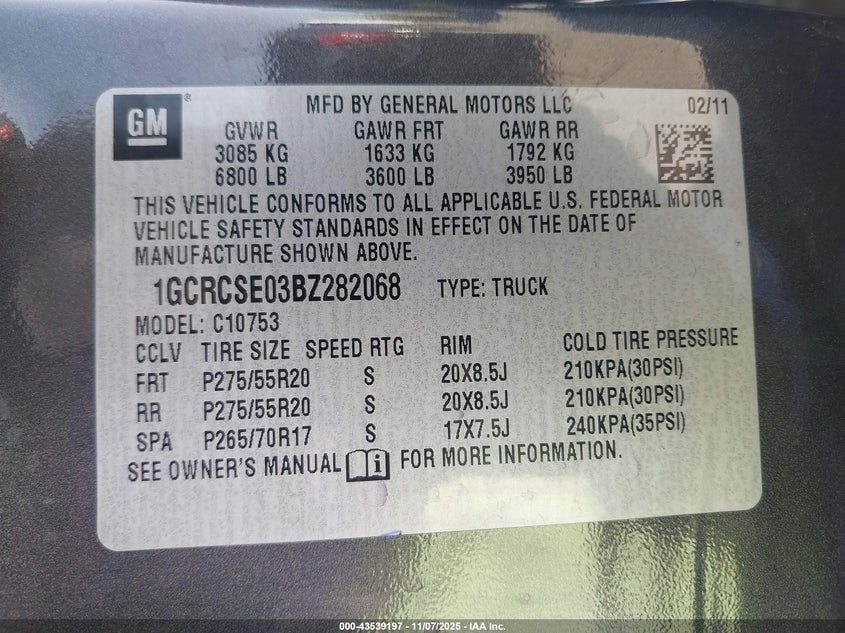 GM ®
MFD BY GENERAL MOTORS LLC 02/11
GVWR GAWR FRT GAWR RR
3085 KG 1633 KG 1792 KG
6800 LB 3600 LB 3950 LB
THIS VEHICLE CONFORMS TO ALL APPLICABLE U.S. FEDERAL MOTOR
VEHICLE SAFETY STANDARDS IN EFFECT ON THE DATE OF
MANUFACTURE SHOWN ABOVE.
1GCRCSE03BZ282068 TYPE: TRUCK
MODEL: C10753
CCLV TIRE SIZE SPEED RTG RIM COLD TIRE PRESSURE
FRT P275/55R20 S 20X8.5J 210KPA(30PSI)
RR P275/55R20 S 20X8.5J 210KPA(30PSI)
SPA P265/70R17 S 17X7.5J 240KPA(35PSI)
SEE OWNER'S MANUAL i FOR MORE INFORMATION.
000-43539197 - 11/07/2025 - IAA Inc.